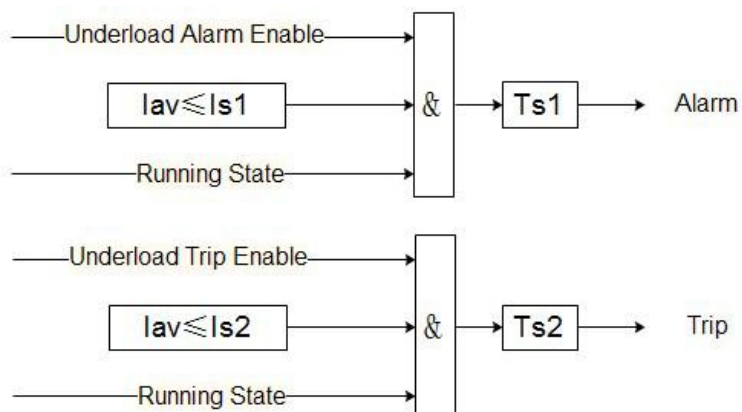 Underload Alarm Enable
Iav≤Is1 & Ts1 Alarm
Running State
Underload Trip Enable
Iav≤Is2 & Ts2 Trip
Running State